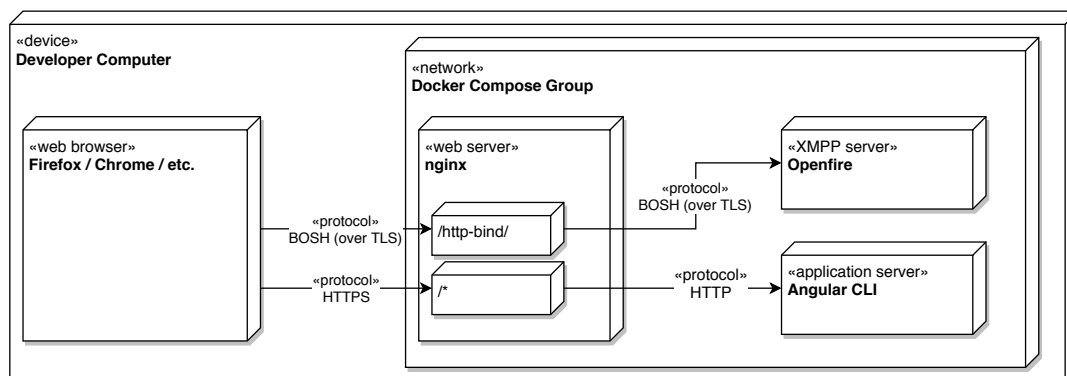 «device»
Developer Computer
«network»
Docker Compose Group
«web browser»
Firefox / Chrome / etc.
«web server»
nginx
«XMPP server»
Openfire
«protocol»
BOSH (over TLS)
«protocol»
BOSH (over TLS)
/http-bind/
«protocol»
HTTPS
/*
«protocol»
HTTP
«application server»
Angular CLI